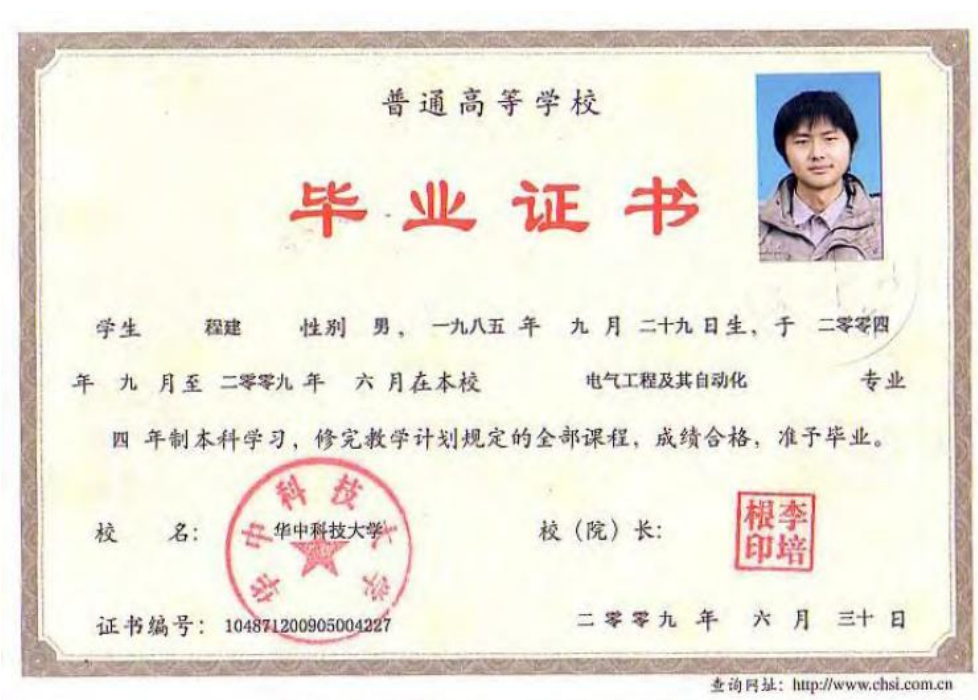 普通高等学校
毕业证书
学生 程建 性别 男，一九八五 年 九 月 二十九 日生，于 二零零四
年 九 月至 二零零九 年 六 月在本校 电气工程及其自动化 专业
四 年制本科学习，修完教学计划规定的全部课程，成绩合格，准予毕业。
华中科技大学
校 名： 华中科技大学 校（院）长：
李培根印
证书编号： 104871200905004227 二零零九 年 六 月 三十 日
查询网址：http://www.chsi.com.cn